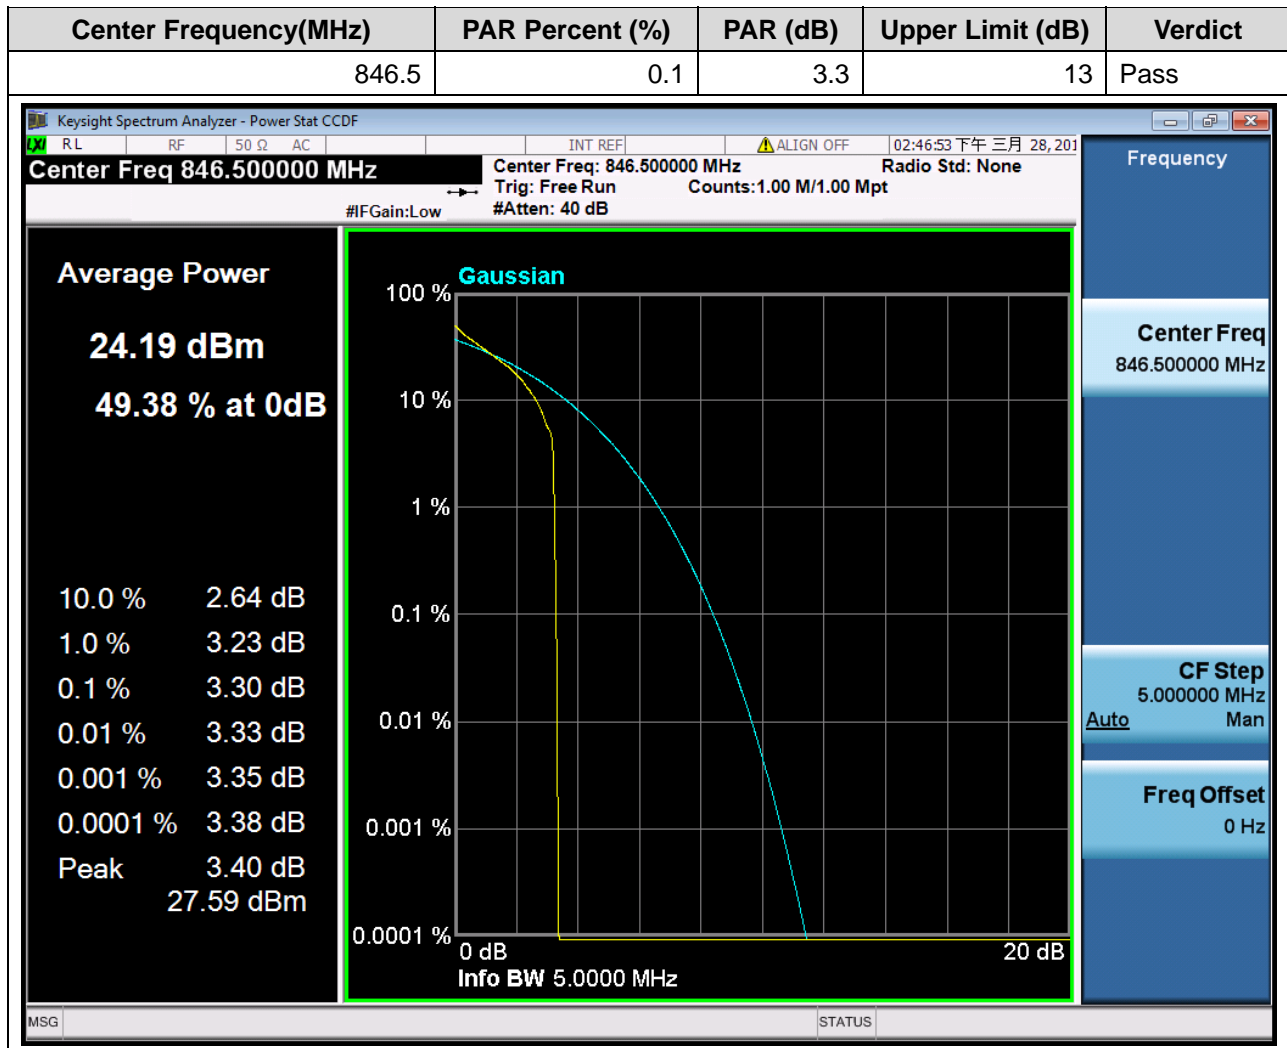 Center Frequency(MHz) PAR Percent (%) PAR (dB) Upper Limit (dB) Verdict
846.5 0.1 3.3 13 Pass
Keysight Spectrum Analyzer - Power Stat CCDF
LXI RL RF 50 Ω AC INT REF ALIGN OFF 02:46:53 下午 三月 28, 201
Center Freq 846.500000 MHz
Center Freq: 846.500000 MHz Radio Std: None
Trig: Free Run Counts:1.00 M/1.00 Mpt
#IFGain:Low #Atten: 40 dB
Average Power
24.19 dBm
49.38 % at 0dB
10.0 % 2.64 dB
1.0 % 3.23 dB
0.1 % 3.30 dB
0.01 % 3.33 dB
0.001 % 3.35 dB
0.0001 % 3.38 dB
Peak 3.40 dB
27.59 dBm
Gaussian
100 %
10 %
1 %
0.1 %
0.01 %
0.001 %
0.0001 %
0 dB 20 dB
Info BW 5.0000 MHz
Frequency
Center Freq
846.500000 MHz
CF Step
5.000000 MHz
Auto Man
Freq Offset
0 Hz
MSG STATUS